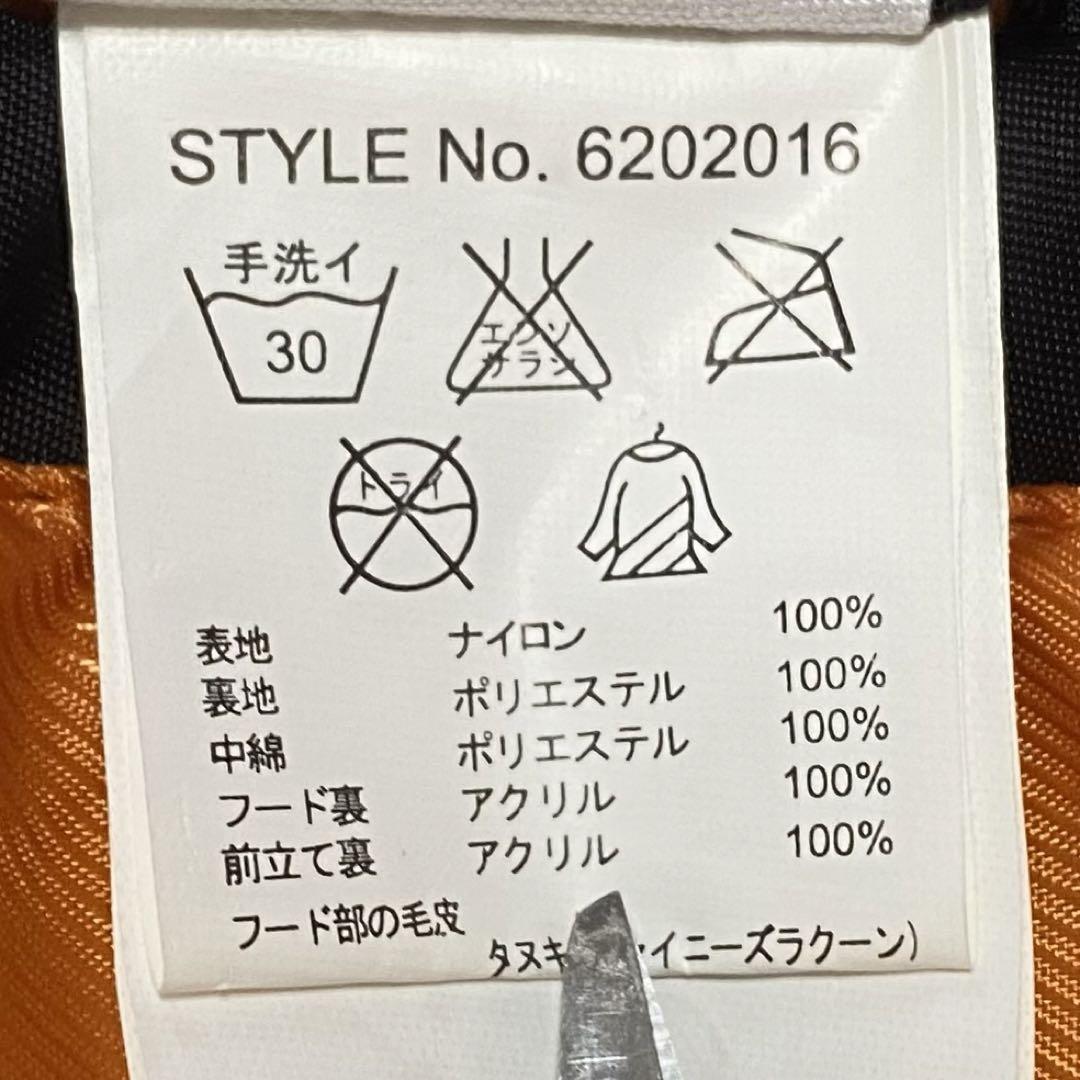 STYLE No. 6202016
手洗イ
30
エンソ
サラシ
ドライ
表地 ナイロン 100%
裏地 ポリエステル 100%
中綿 ポリエステル 100%
フード裏 アクリル 100%
前立て裏 アクリル 100%
フード部の毛皮
タヌキ イニーズラクーン)